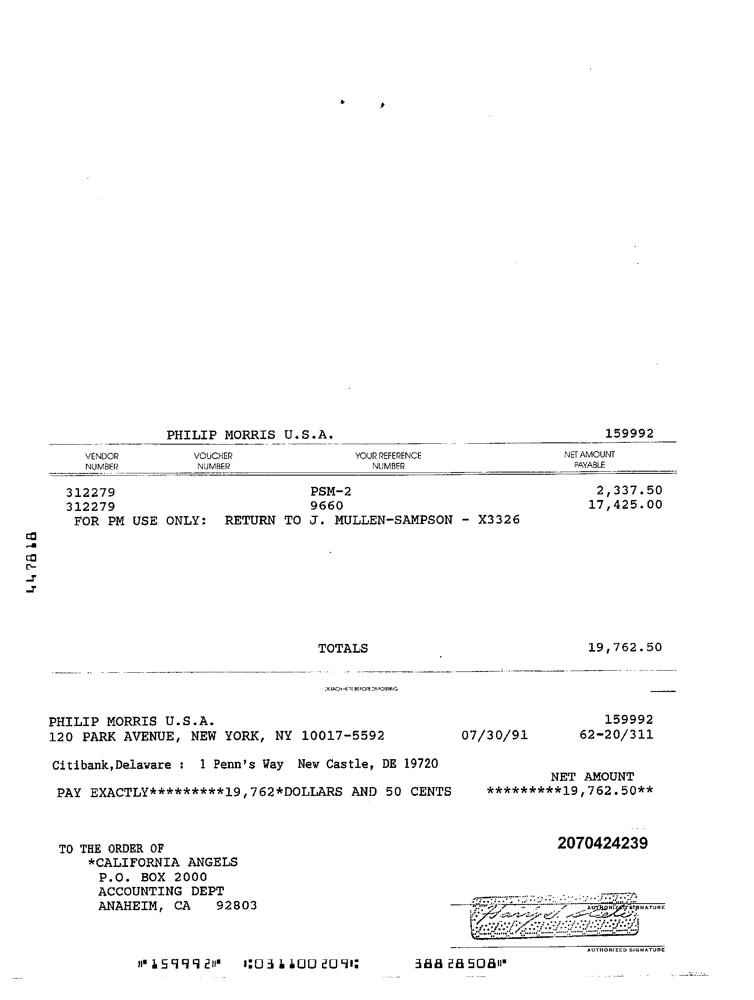 PHILIP MORRIS U.S.A. 159992
VENDOR NUMBER VOUCHER NUMBER YOUR REFERENCE NUMBER NET AMOUNT PAYABLE
312279 PSM-2 2,337.50
312279 9660 17,425.00
FOR PM USE ONLY: RETURN TO J. MULLEN-SAMPSON - X3326
447818
TOTALS 19,762.50
DETACH HERE BEFORE DEPOSITING
PHILIP MORRIS U.S.A. 159992
120 PARK AVENUE, NEW YORK, NY 10017-5592 07/30/91 62-20/311
Citibank,Delaware : 1 Penn's Way New Castle, DE 19720
NET AMOUNT
PAY EXACTLY*********19,762*DOLLARS AND 50 CENTS *********19,762.50**
2070424239
TO THE ORDER OF
*CALIFORNIA ANGELS
P.O. BOX 2000
ACCOUNTING DEPT
ANAHEIM, CA 92803
AUTHORIZED SIGNATURE
AUTHORIZED SIGNATURE
⑈159992⑈ ⑆031100209⑆ 38828508⑈